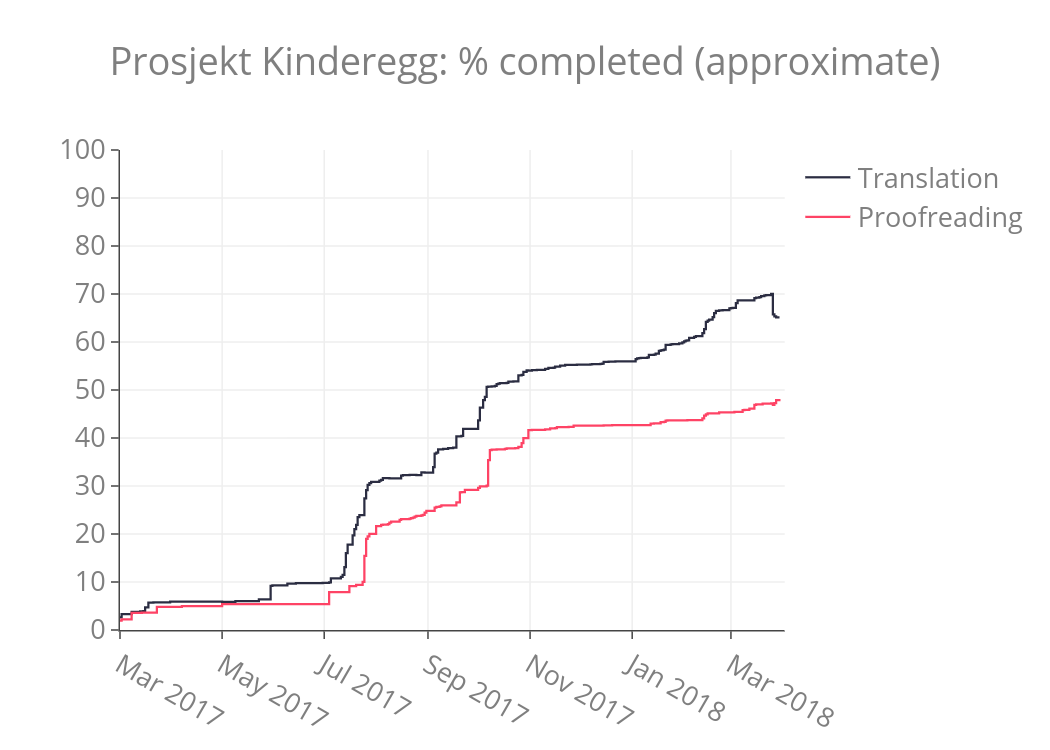 Prosjekt Kinderegg: % completed (approximate)
100
90
80
70
60
50
40
30
20
10
0
Mar 2017
May 2017
Jul 2017
Sep 2017
Nov 2017
Jan 2018
Mar 2018
Translation
Proofreading